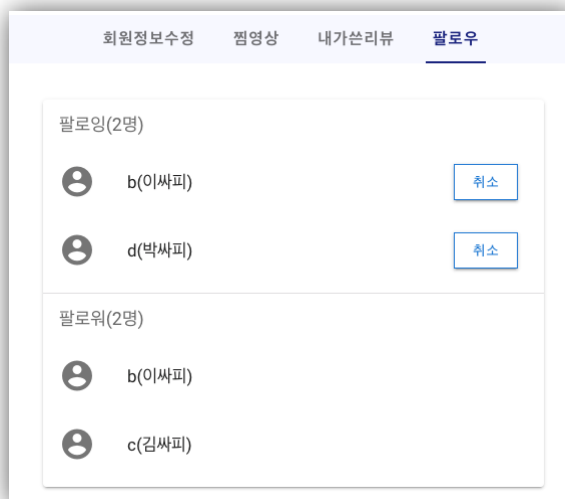 회원정보수정 찜영상 내가쓴리뷰 팔로우
팔로잉(2명)
b(이싸피) 취소
d(박싸피) 취소
팔로워(2명)
b(이싸피)
c(김싸피)